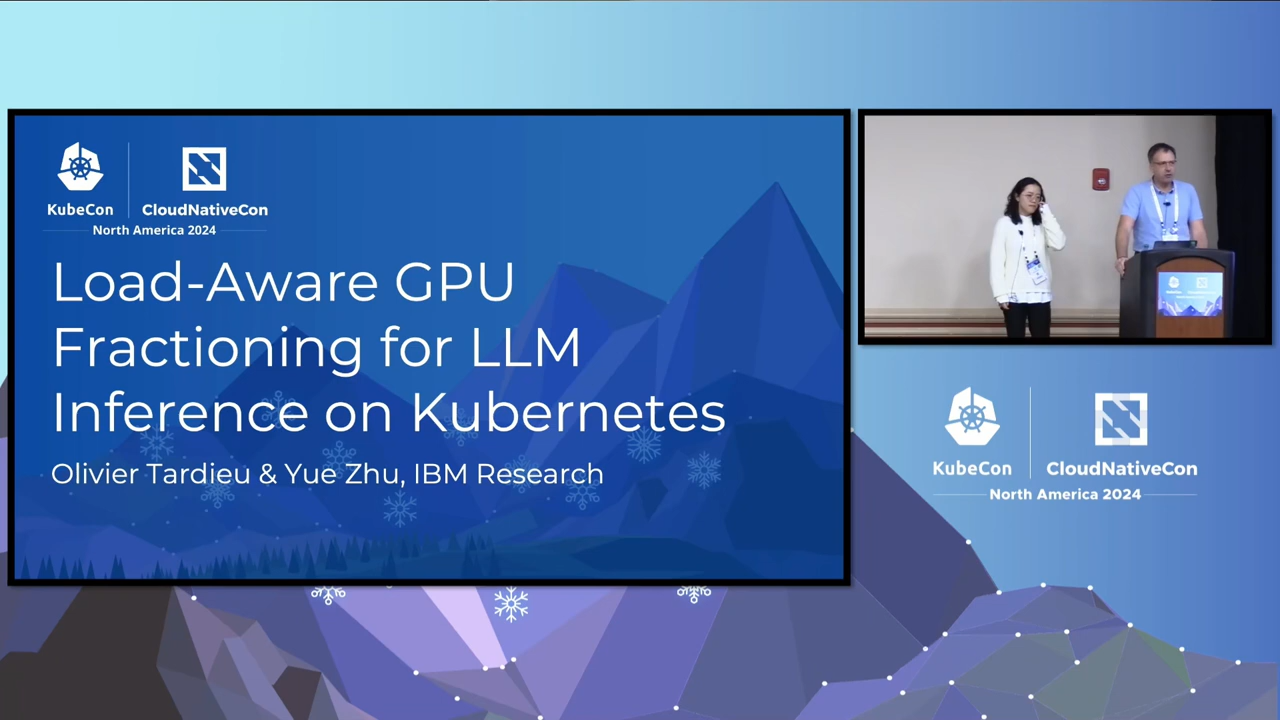 KubeCon
CloudNativeCon
North America 2024
Load-Aware GPU
Fractioning for LLM
Inference on Kubernetes
Olivier Tardieu & Yue Zhu, IBM Research
KubeCon
CloudNativeCon
North America 2024